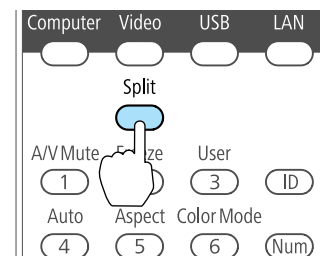 Computer Video USB LAN
Split
A/V Mute User
1 3 ID
Auto Aspect Color Mode
4 5 6 Num